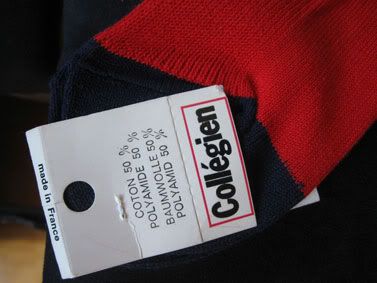 made in France
COTON 50 %
POLYAMIDE 50 %
BAUMWOLLE 50 %
POLYAMID 50 %
Collégien